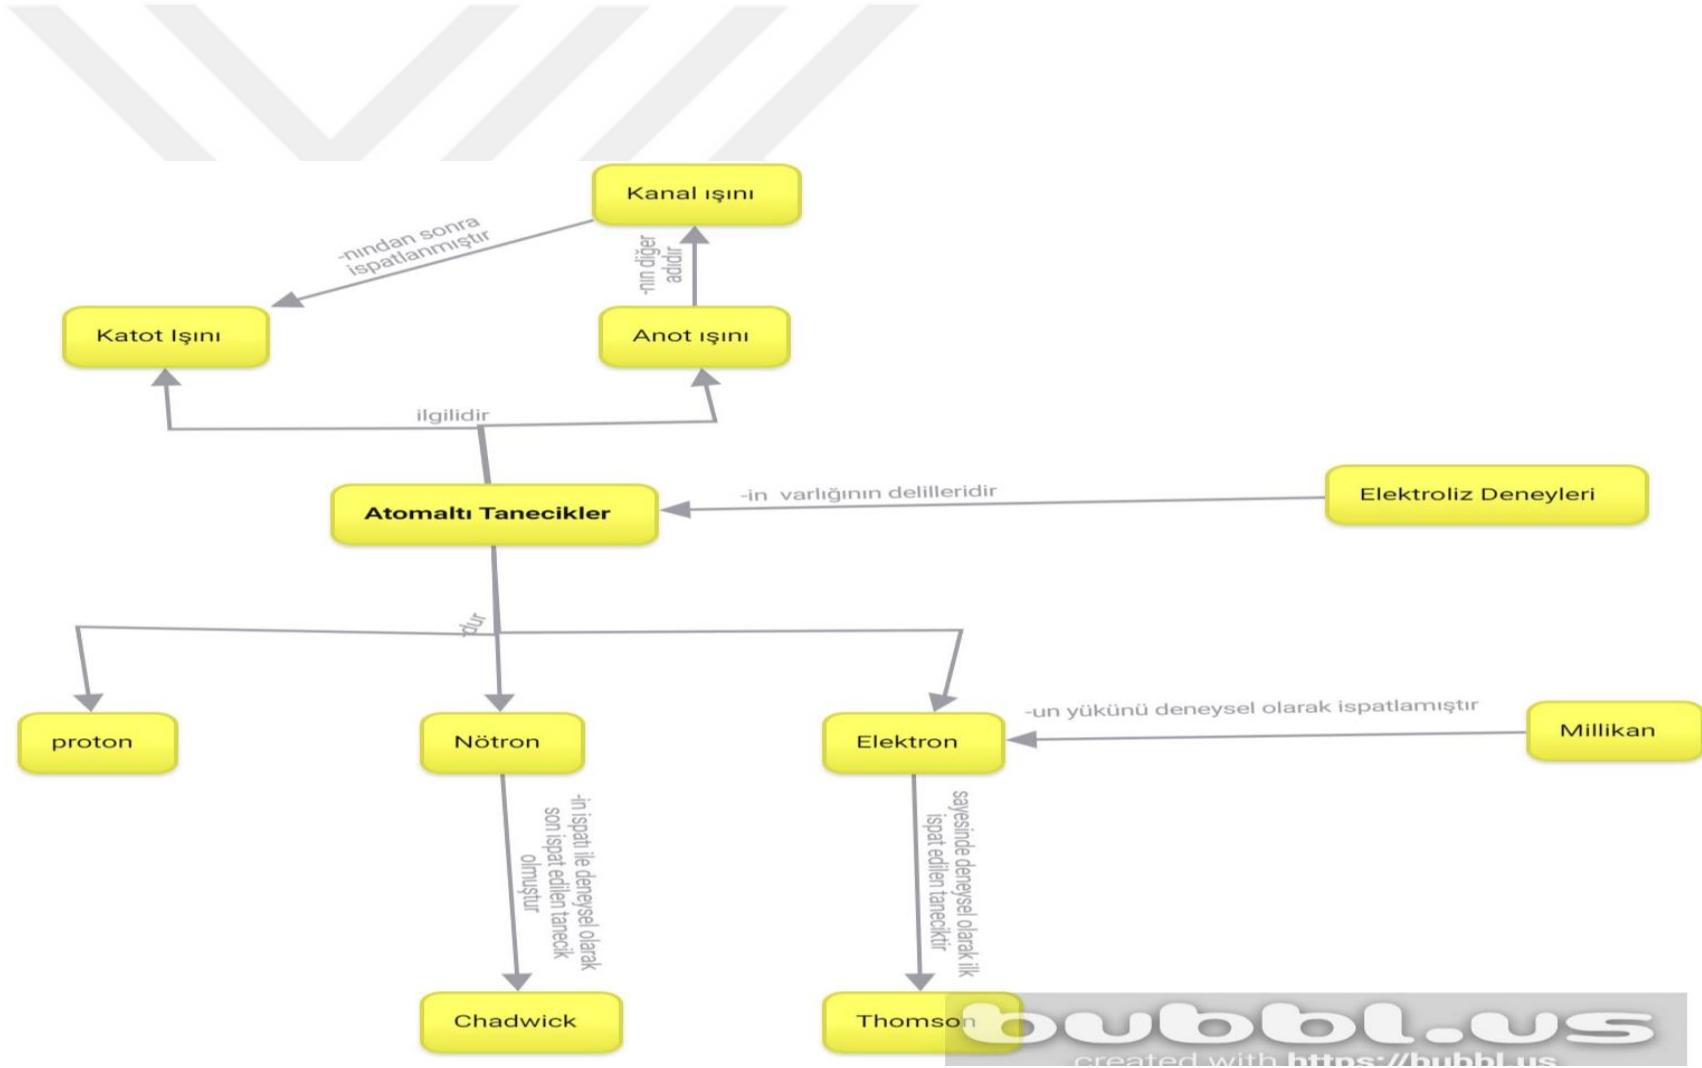 Kanal ışını
-nından sonra
ispatlanmıştır
-nın diğer
adıdır
Katot Işını
Anot ışını
ilgilidir
Atomaltı Tanecikler
-in varlığının delilleridir
Elektroliz Deneyleri
-dur
proton
Nötron
Elektron
-un yükünü deneysel olarak ispatlamıştır
Millikan
-in ispatı ile deneysel olarak
son ispat edilen tanecik
olmuştur
sayesinde deneysel olarak ilk
ispat edilen taneciktir
Chadwick
Thomson
bubbl.us
created with https://bubbl.us